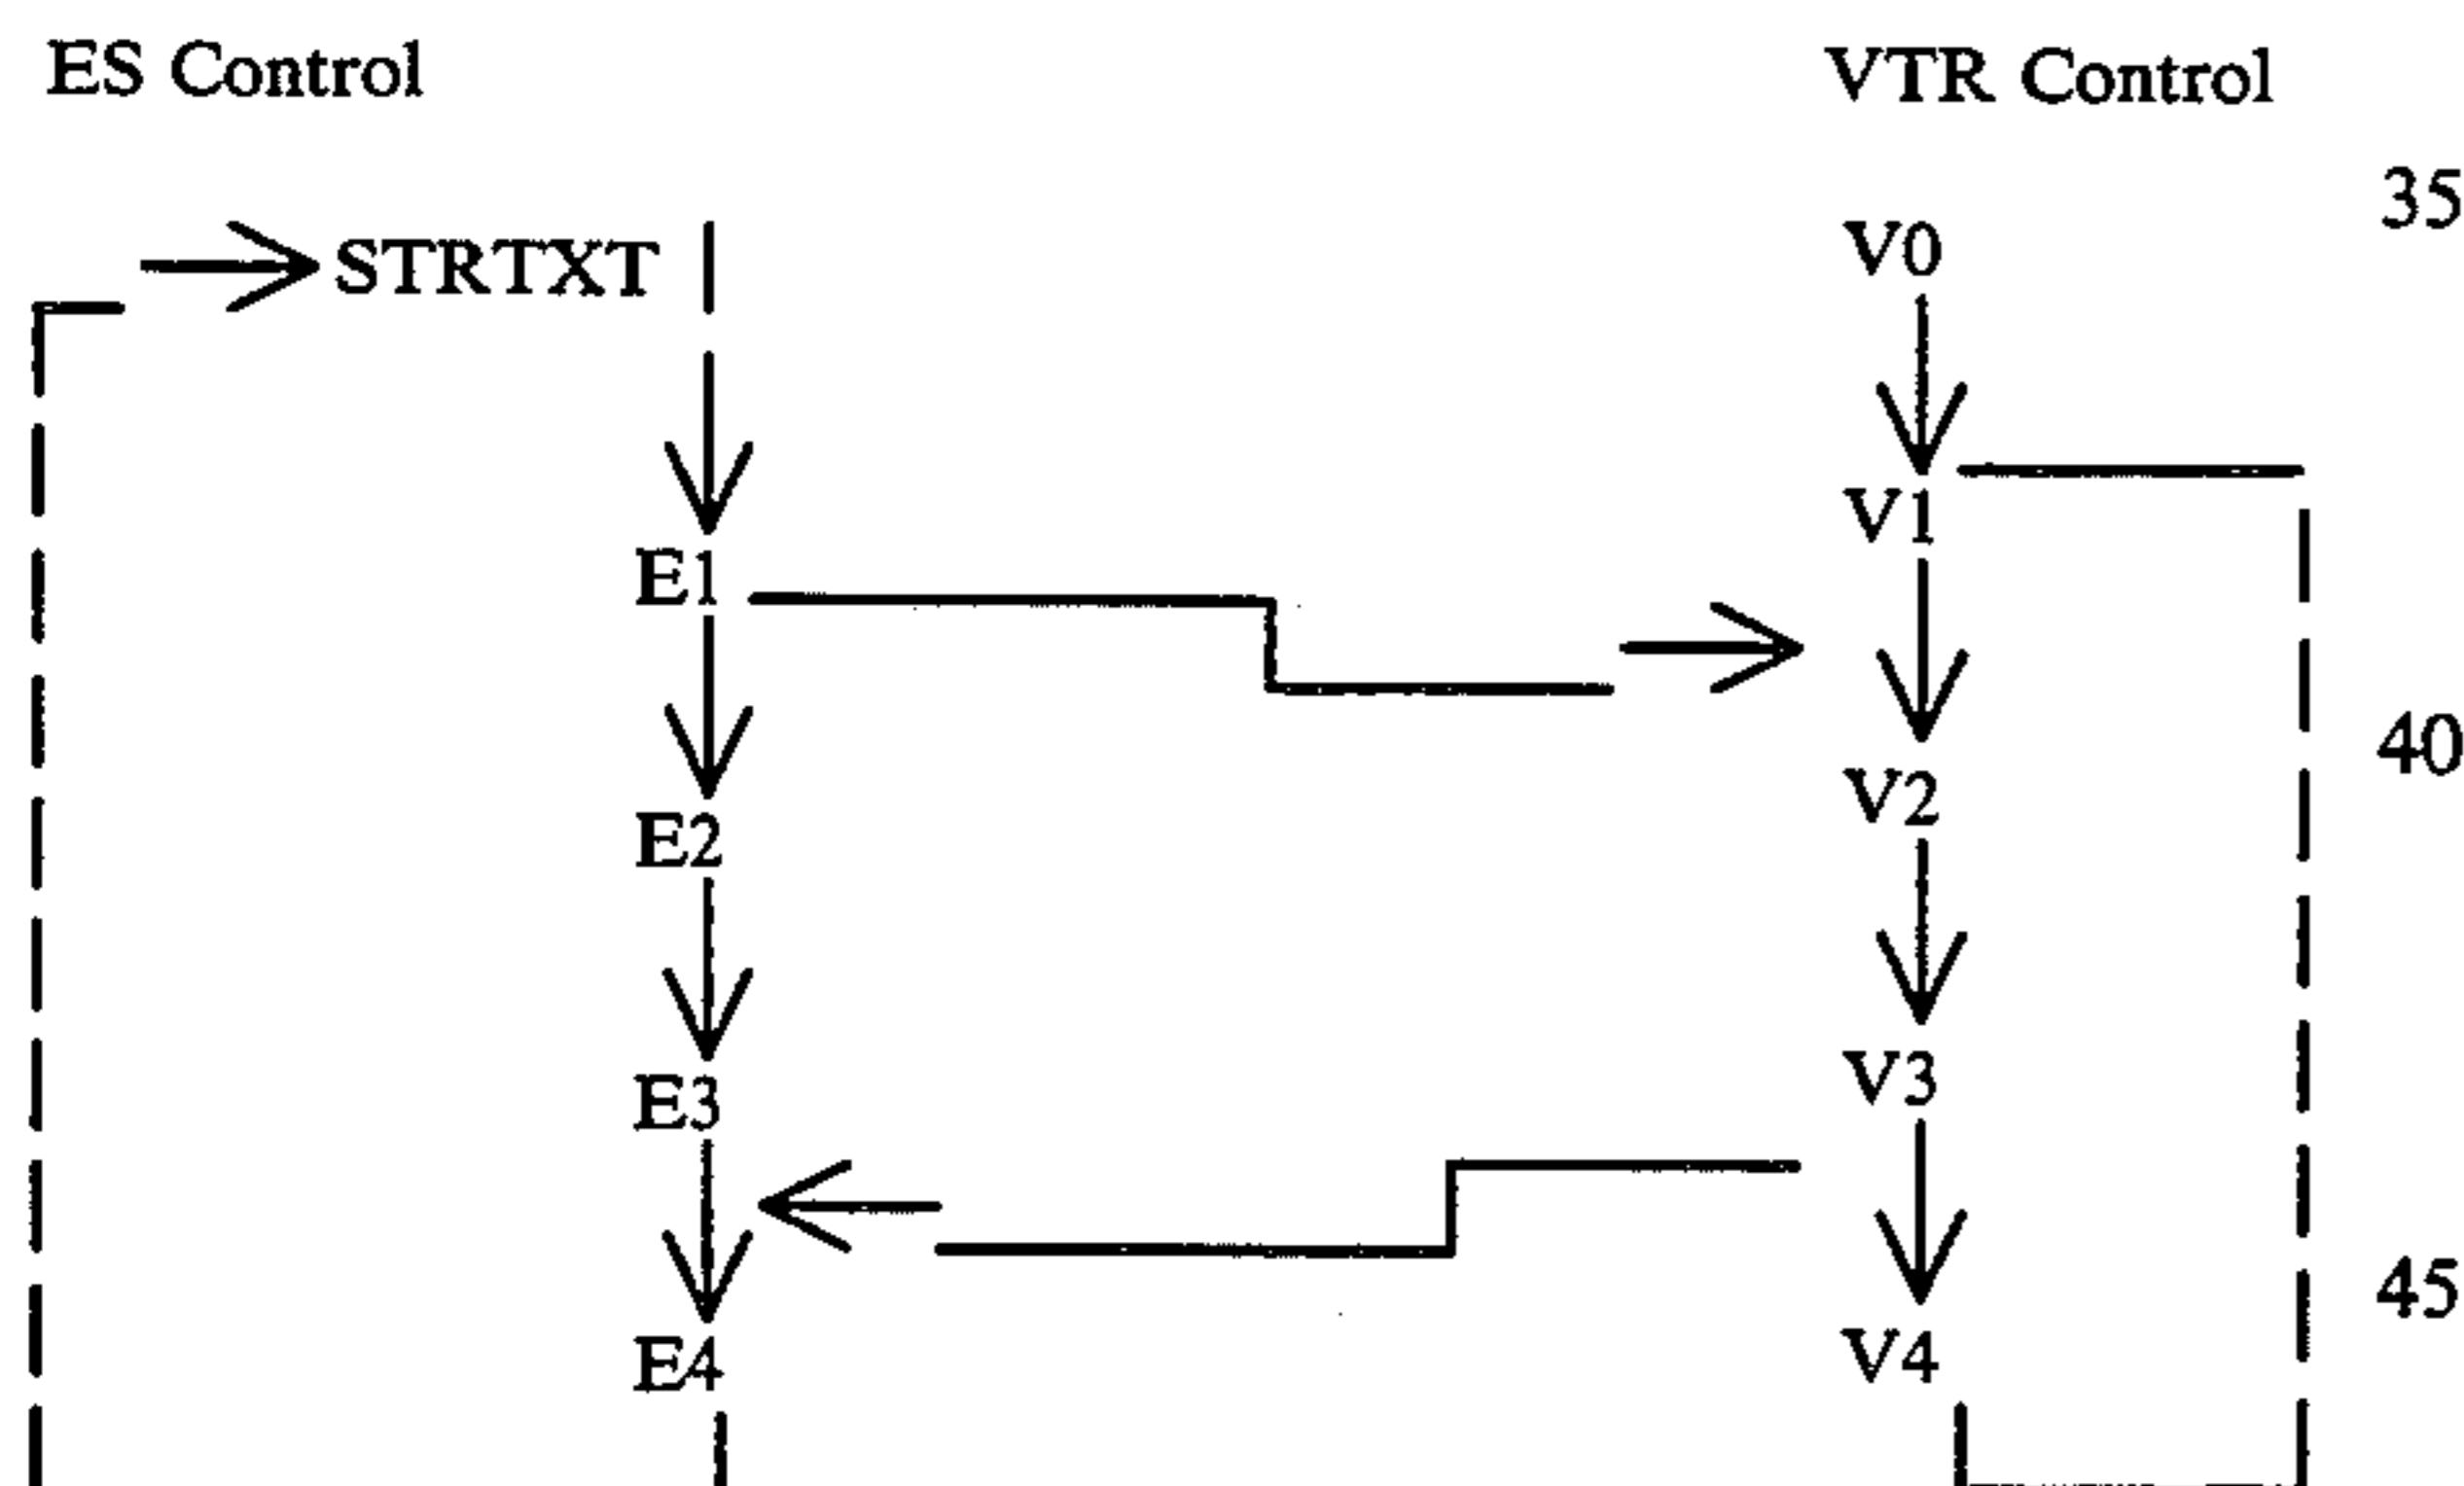 ES Control VTR Control
35
STRTXT V0
V1
E1
40
V2
E2
V3
E3
45
V4
E4